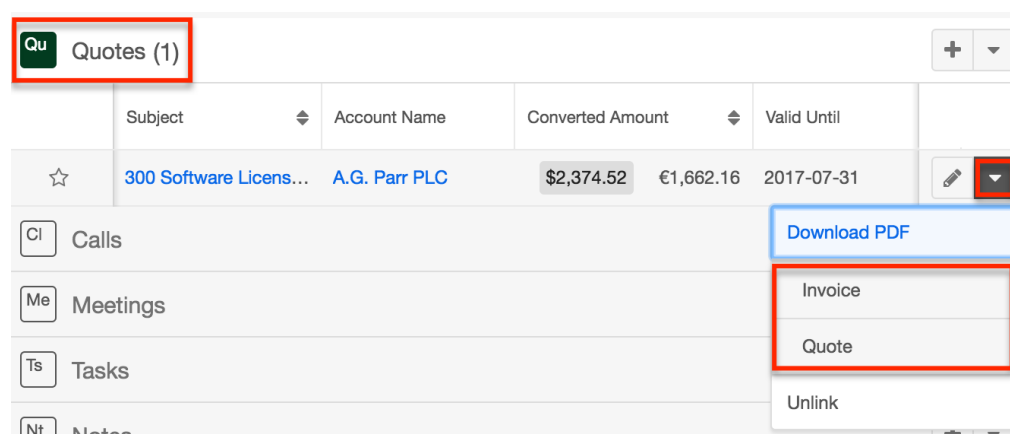 Qu Quotes (1)
Subject Account Name Converted Amount Valid Until
300 Software Licens... A.G. Parr PLC $2,374.52 €1,662.16 2017-07-31
Download PDF
Cl Calls
Invoice
Me Meetings
Quote
Ts Tasks
Unlink
Nt Notes